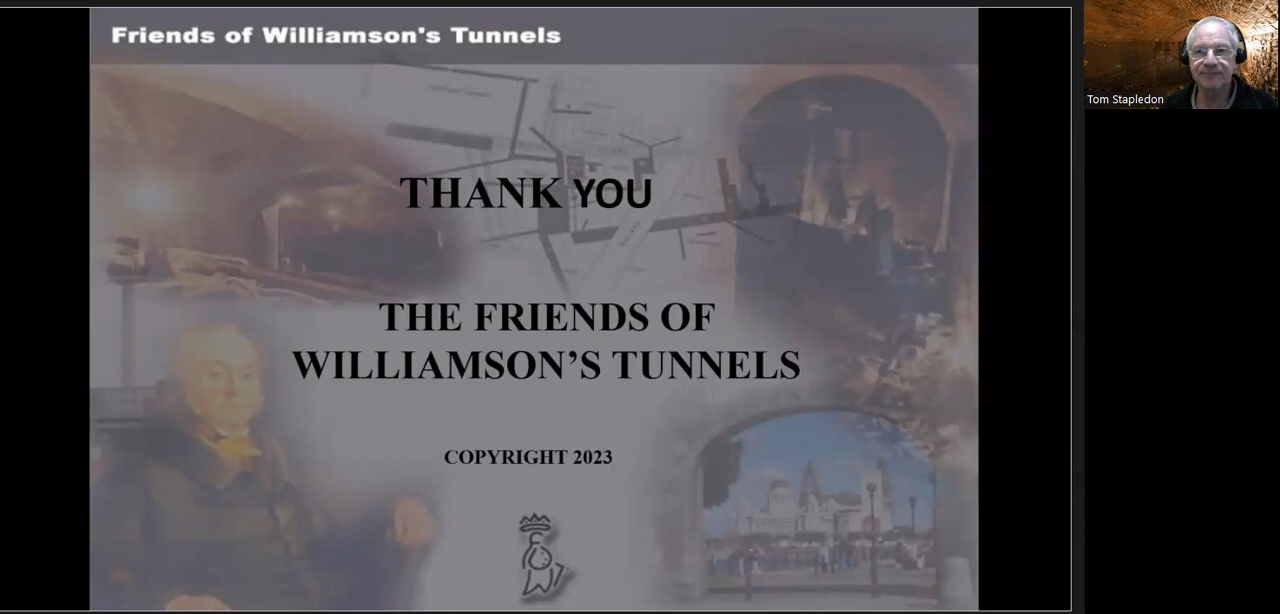 Friends of Williamson's Tunnels
Tom Stapledon
THANK YOU
THE FRIENDS OF
WILLIAMSON’S TUNNELS
COPYRIGHT 2023